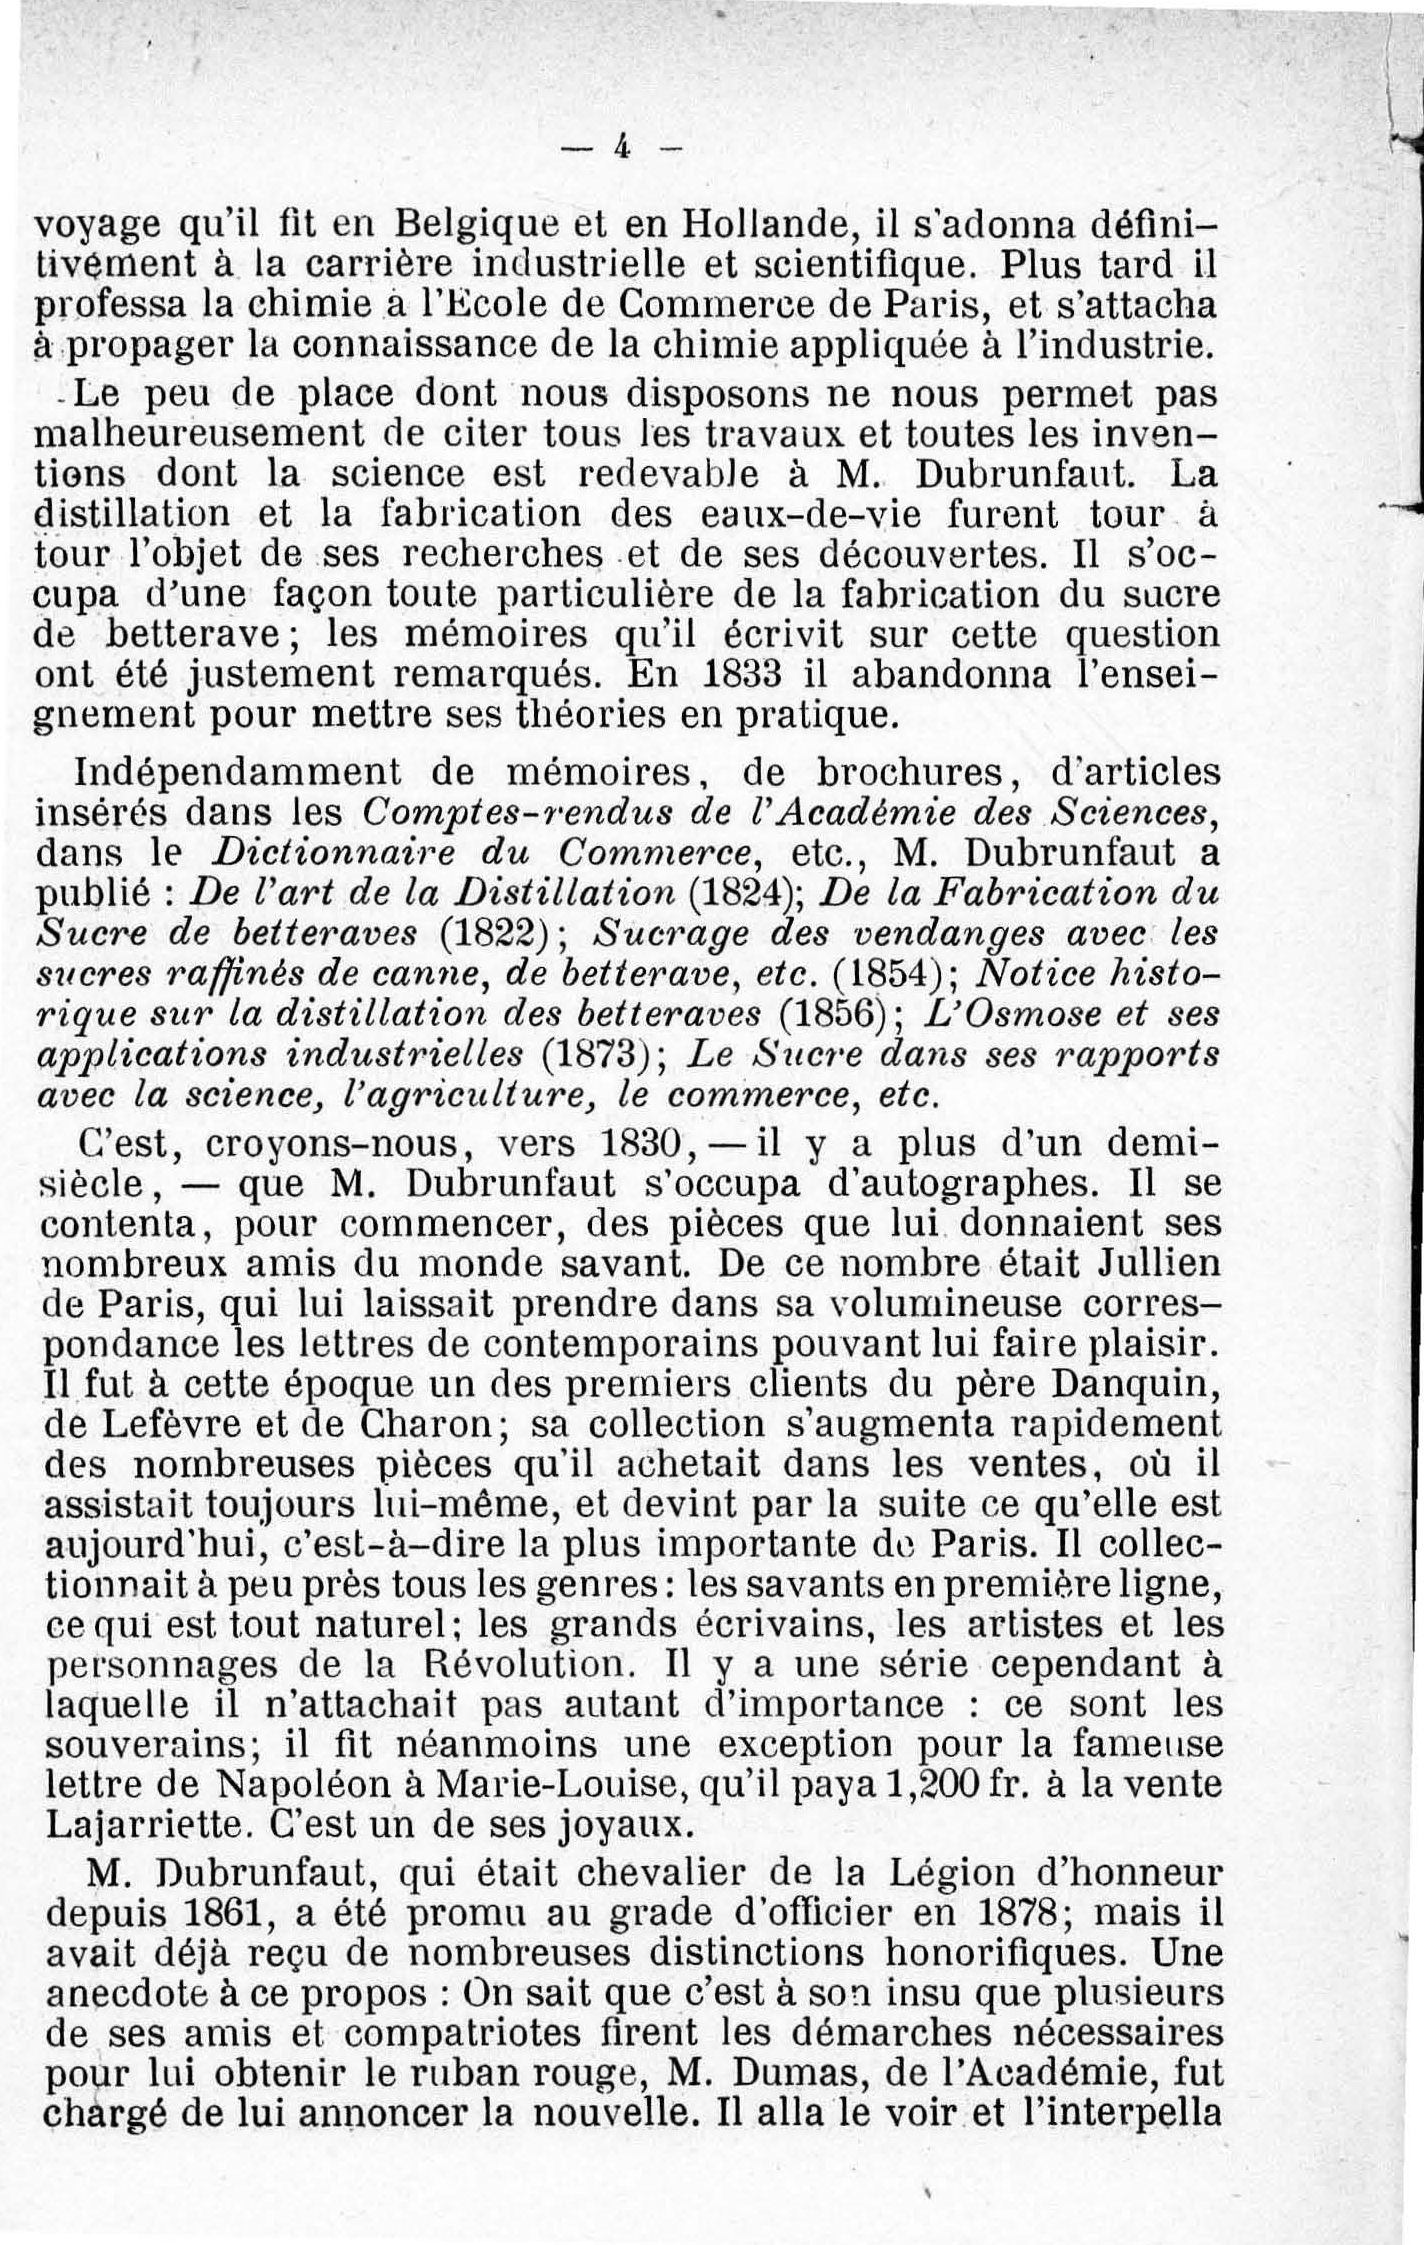 — 4 —
voyage qu'il fit en Belgique et en Hollande, il s'adonna défini-
tivement à la carrière industrielle et scientifique. Plus tard il
professa la chimie à l'École de Commerce de Paris, et s'attacha
à propager la connaissance de la chimie appliquée à l'industrie.
Le peu de place dont nous disposons ne nous permet pas
malheureusement de citer tous les travaux et toutes les inven-
tions dont la science est redevable à M. Dubrunfaut. La
distillation et la fabrication des eaux-de-vie furent tour à
tour l'objet de ses recherches et de ses découvertes. Il s'oc-
cupa d'une façon toute particulière de la fabrication du sucre
de betterave; les mémoires qu'il écrivit sur cette question
ont été justement remarqués. En 1833 il abandonna l'ensei-
gnement pour mettre ses théories en pratique.
Indépendamment de mémoires, de brochures, d'articles
insérés dans les Comptes-rendus de l'Académie des Sciences,
dans le Dictionnaire du Commerce, etc., M. Dubrunfaut a
publié : De l'art de la Distillation (1824); De la Fabrication du
Sucre de betteraves (1822); Sucrage des vendanges avec les
sucres raffinés de canne, de betterave, etc. (1854); Notice histo-
rique sur la distillation des betteraves (1856); L'Osmose et ses
applications industrielles (1873); Le Sucre dans ses rapports
avec la science, l'agriculture, le commerce, etc.
C'est, croyons-nous, vers 1830, — il y a plus d'un demi-
siècle, — que M. Dubrunfaut s'occupa d'autographes. Il se
contenta, pour commencer, des pièces que lui donnaient ses
nombreux amis du monde savant. De ce nombre était Jullien
de Paris, qui lui laissait prendre dans sa volumineuse corres-
pondance les lettres de contemporains pouvant lui faire plaisir.
Il fut à cette époque un des premiers clients du père Danquin,
de Lefèvre et de Charon; sa collection s'augmenta rapidement
des nombreuses pièces qu'il achetait dans les ventes, où il
assistait toujours lui-même, et devint par la suite ce qu'elle est
aujourd'hui, c'est-à-dire la plus importante de Paris. Il collec-
tionnait à peu près tous les genres : les savants en première ligne,
ce qui est tout naturel; les grands écrivains, les artistes et les
personnages de la Révolution. Il y a une série cependant à
laquelle il n'attachait pas autant d'importance : ce sont les
souverains; il fit néanmoins une exception pour la fameuse
lettre de Napoléon à Marie-Louise, qu'il paya 1,200 fr. à la vente
Lajarriette. C'est un de ses joyaux.
M. Dubrunfaut, qui était chevalier de la Légion d'honneur
depuis 1861, a été promu au grade d'officier en 1878; mais il
avait déjà reçu de nombreuses distinctions honorifiques. Une
anecdote à ce propos : On sait que c'est à son insu que plusieurs
de ses amis et compatriotes firent les démarches nécessaires
pour lui obtenir le ruban rouge, M. Dumas, de l'Académie, fut
chargé de lui annoncer la nouvelle. Il alla le voir et l'interpella